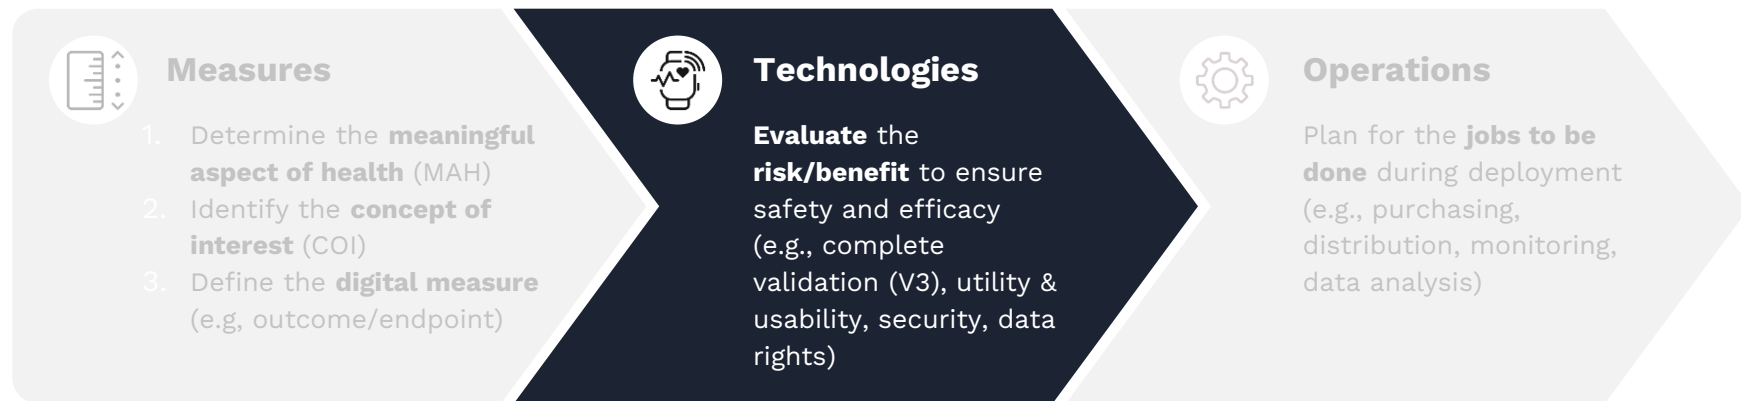 Measures
1. Determine the meaningful
aspect of health (MAH)
2. Identify the concept of
interest (COI)
3. Define the digital measure
(e.g, outcome/endpoint)
Technologies
Evaluate the
risk/benefit to ensure
safety and efficacy
(e.g., complete
validation (V3), utility &
usability, security, data
rights)
Operations
Plan for the jobs to be
done during deployment
(e.g., purchasing,
distribution, monitoring,
data analysis)